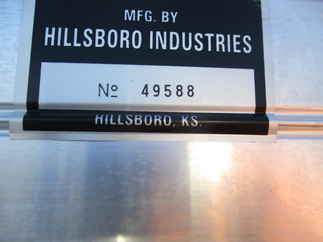 MFG. BY
HILLSBORO INDUSTRIES
№ 49588
HILLSBORO, KS.